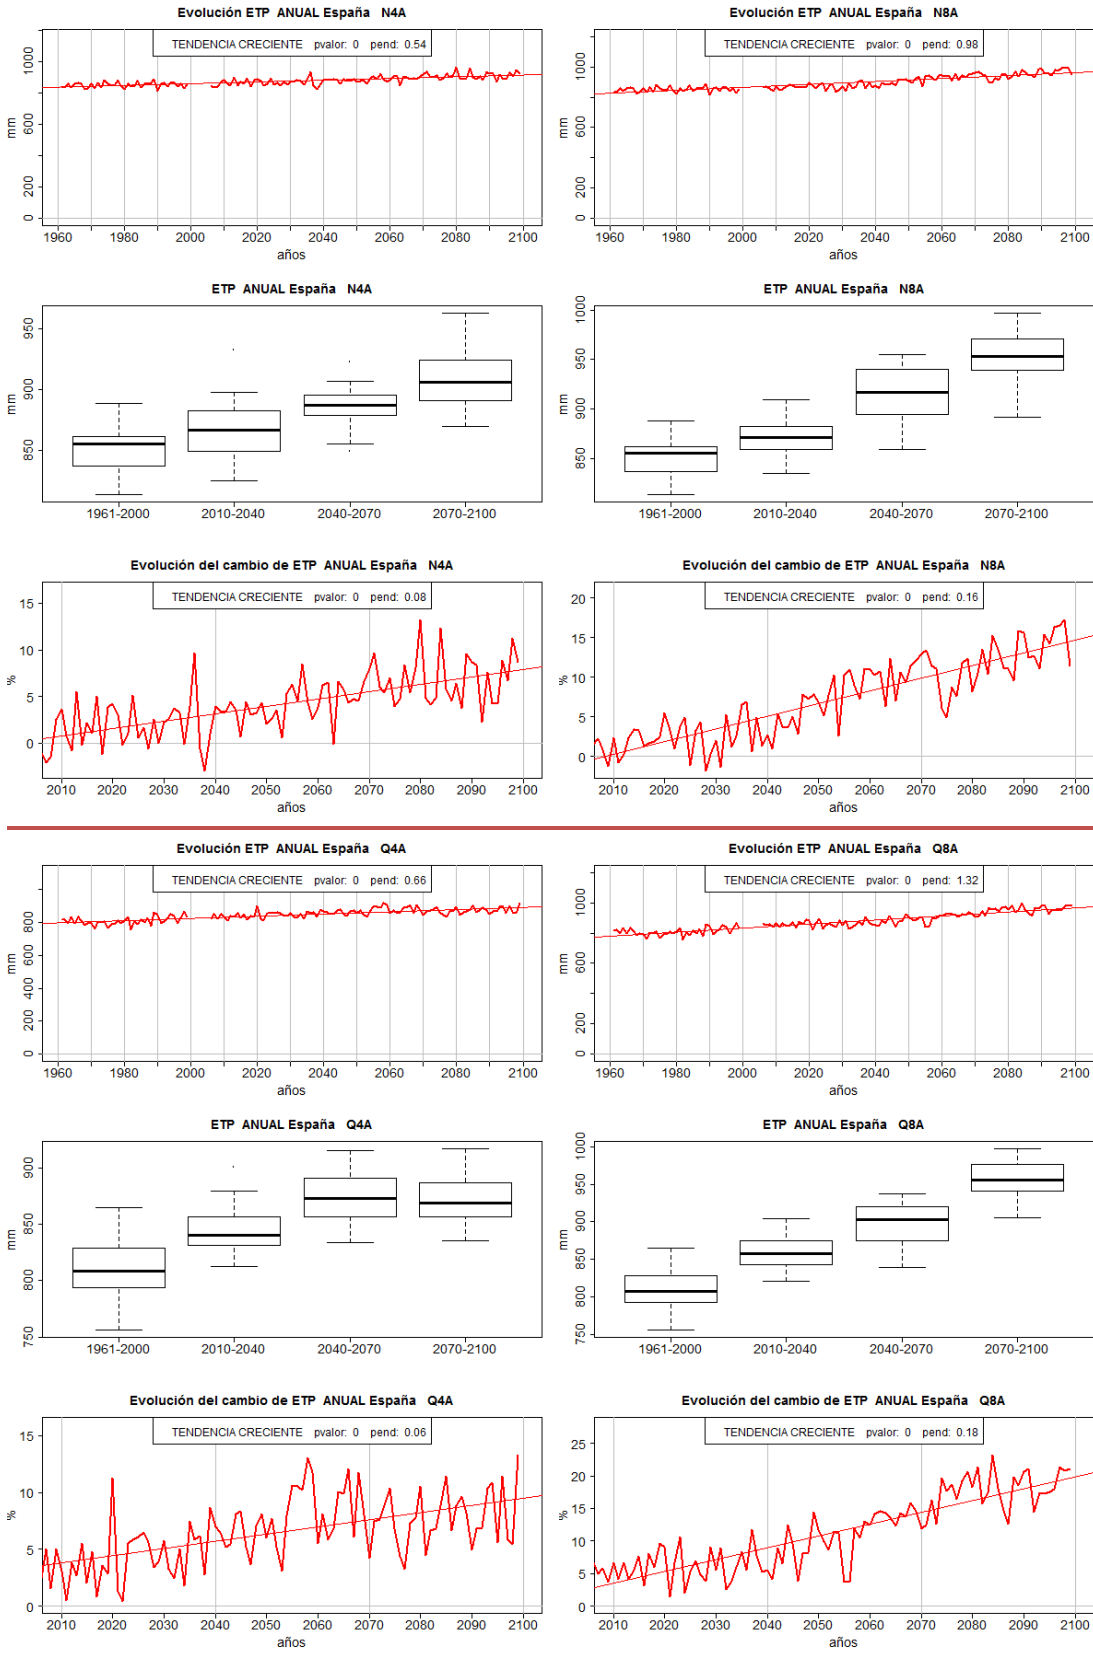 Evolución ETP ANUAL España N4A
TENDENCIA CRECIENTE pvalor: 0 pend: 0.54
mm
0 200 600 1000
1960 1980 2000 2020 2040 2060 2080 2100
años
Evolución ETP ANUAL España N8A
TENDENCIA CRECIENTE pvalor: 0 pend: 0.98
mm
0 200 600 1000
1960 1980 2000 2020 2040 2060 2080 2100
años
ETP ANUAL España N4A
mm
850 900 950
1961-2000 2010-2040 2040-2070 2070-2100
ETP ANUAL España N8A
mm
850 900 950 1000
1961-2000 2010-2040 2040-2070 2070-2100
Evolución del cambio de ETP ANUAL España N4A
TENDENCIA CRECIENTE pvalor: 0 pend: 0.08
%
0 5 10 15
2010 2020 2030 2040 2050 2060 2070 2080 2090 2100
años
Evolución del cambio de ETP ANUAL España N8A
TENDENCIA CRECIENTE pvalor: 0 pend: 0.16
%
0 5 10 15 20
2010 2020 2030 2040 2050 2060 2070 2080 2090 2100
años
Evolución ETP ANUAL España Q4A
TENDENCIA CRECIENTE pvalor: 0 pend: 0.66
mm
0 200 400 600 800
1960 1980 2000 2020 2040 2060 2080 2100
años
Evolución ETP ANUAL España Q8A
TENDENCIA CRECIENTE pvalor: 0 pend: 1.32
mm
0 200 600 1000
1960 1980 2000 2020 2040 2060 2080 2100
años
ETP ANUAL España Q4A
mm
750 800 850 900
1961-2000 2010-2040 2040-2070 2070-2100
ETP ANUAL España Q8A
mm
750 800 850 900 950 1000
1961-2000 2010-2040 2040-2070 2070-2100
Evolución del cambio de ETP ANUAL España Q4A
TENDENCIA CRECIENTE pvalor: 0 pend: 0.06
%
0 5 10 15
2010 2020 2030 2040 2050 2060 2070 2080 2090 2100
años
Evolución del cambio de ETP ANUAL España Q8A
TENDENCIA CRECIENTE pvalor: 0 pend: 0.18
%
0 5 10 15 20 25
2010 2020 2030 2040 2050 2060 2070 2080 2090 2100
años